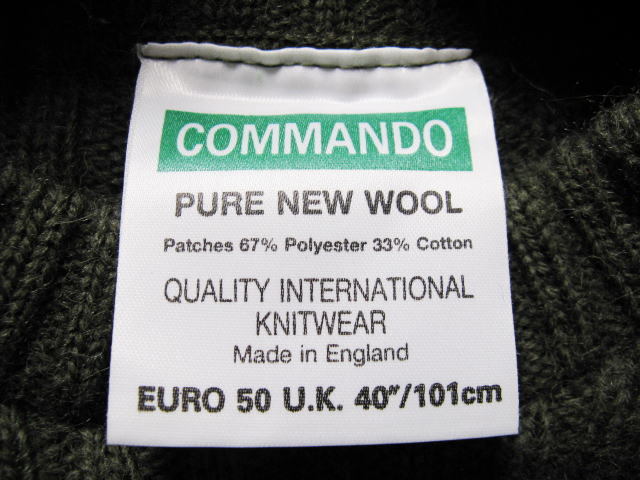 COMMANDO
PURE NEW WOOL
Patches 67% Polyester 33% Cotton
QUALITY INTERNATIONAL
KNITWEAR
Made in England
EURO 50 U.K. 40"/101cm